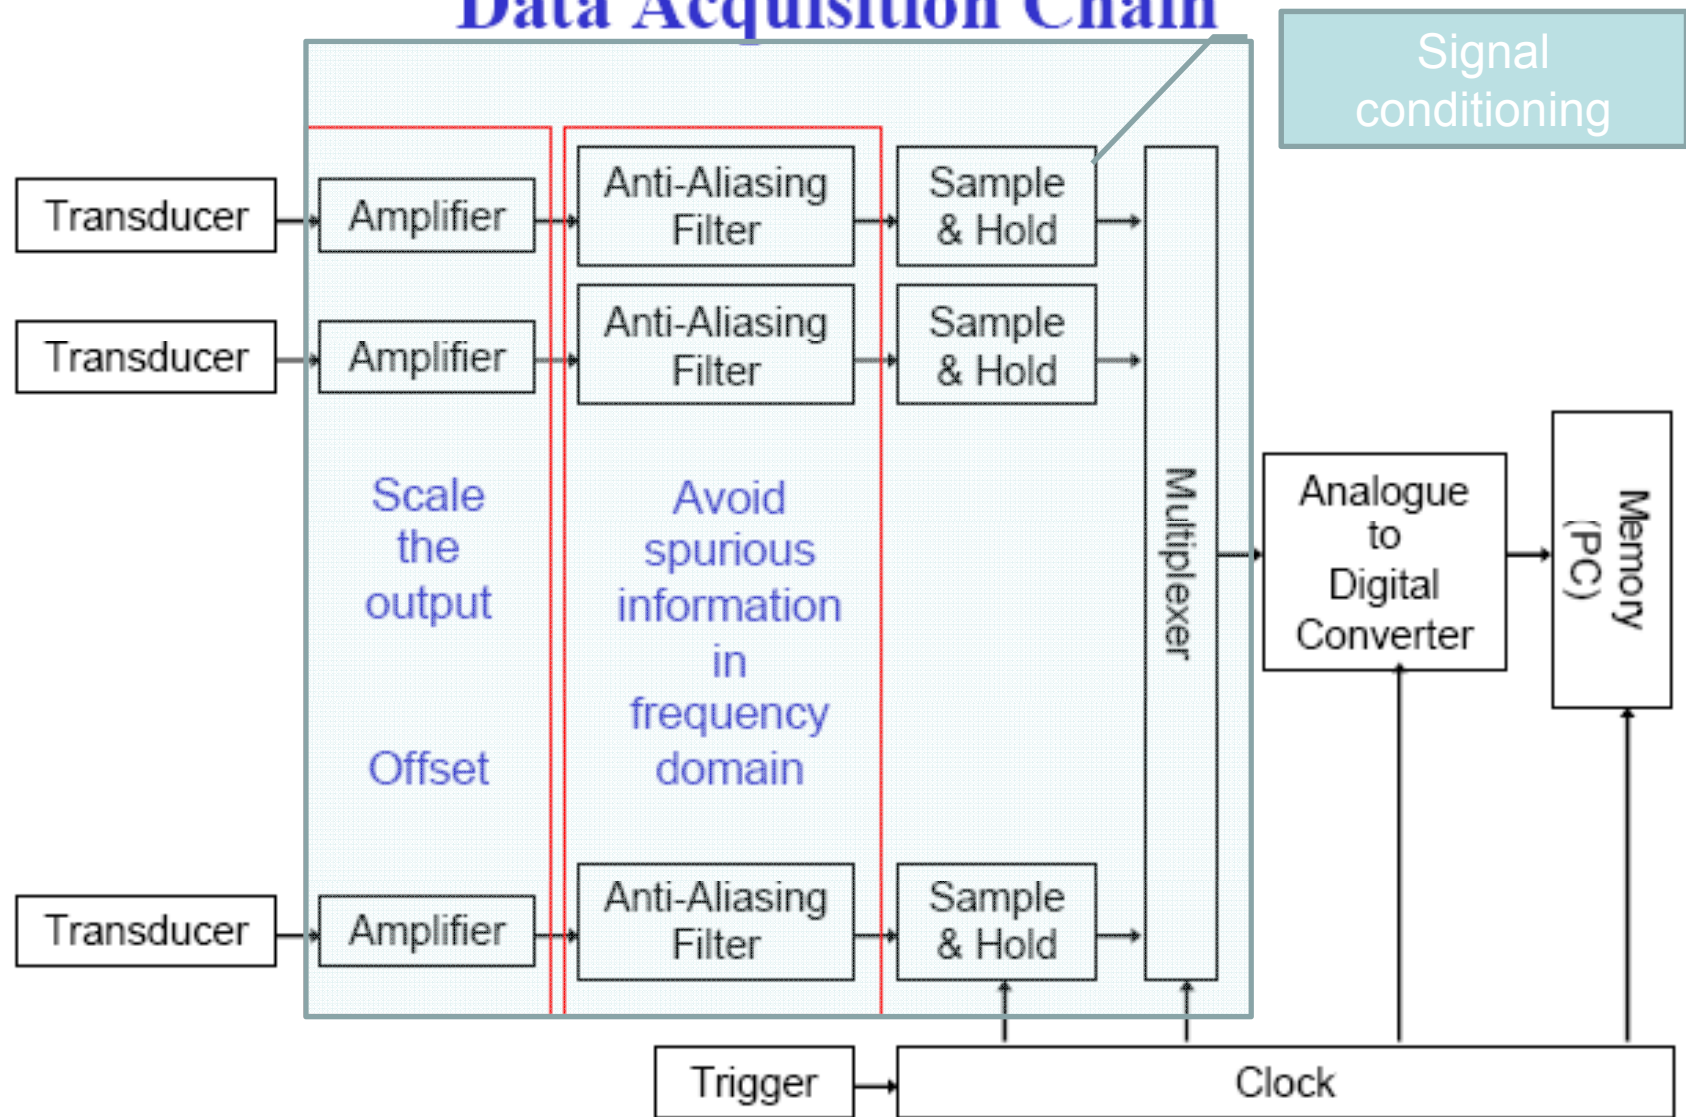 Data Acquisition Chain
Signal
conditioning
Transducer
Amplifier
Anti-Aliasing
Filter
Sample
& Hold
Transducer
Amplifier
Anti-Aliasing
Filter
Sample
& Hold
Scale
the
output
Offset
Avoid
spurious
information
in
frequency
domain
Multiplexer
Analogue
to
Digital
Converter
Memory
(PC)
Transducer
Amplifier
Anti-Aliasing
Filter
Sample
& Hold
Trigger
Clock